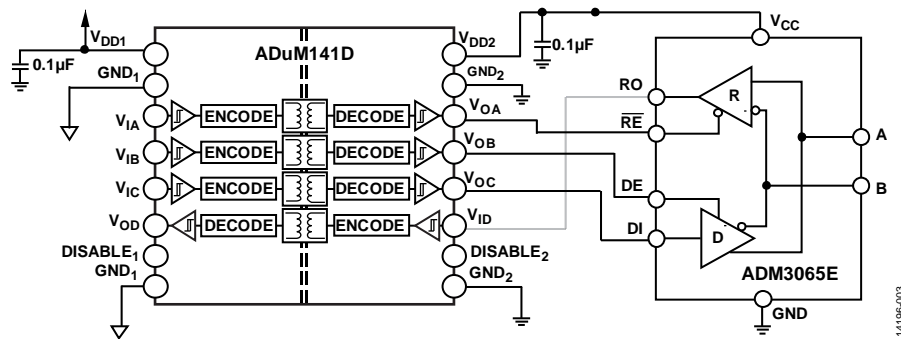 VDD1
0.1µF
GND1
VIA
VIB
VIC
VOD
DISABLE1
GND1
ADuM141D
ENCODE
DECODE
ENCODE
DECODE
ENCODE
DECODE
DECODE
ENCODE
VDD2
0.1µF
GND2
VOA
VOB
VOC
VID
DISABLE2
GND2
VCC
RO
R
RE
DE
DI
D
A
B
ADM3065E
GND
14196-003